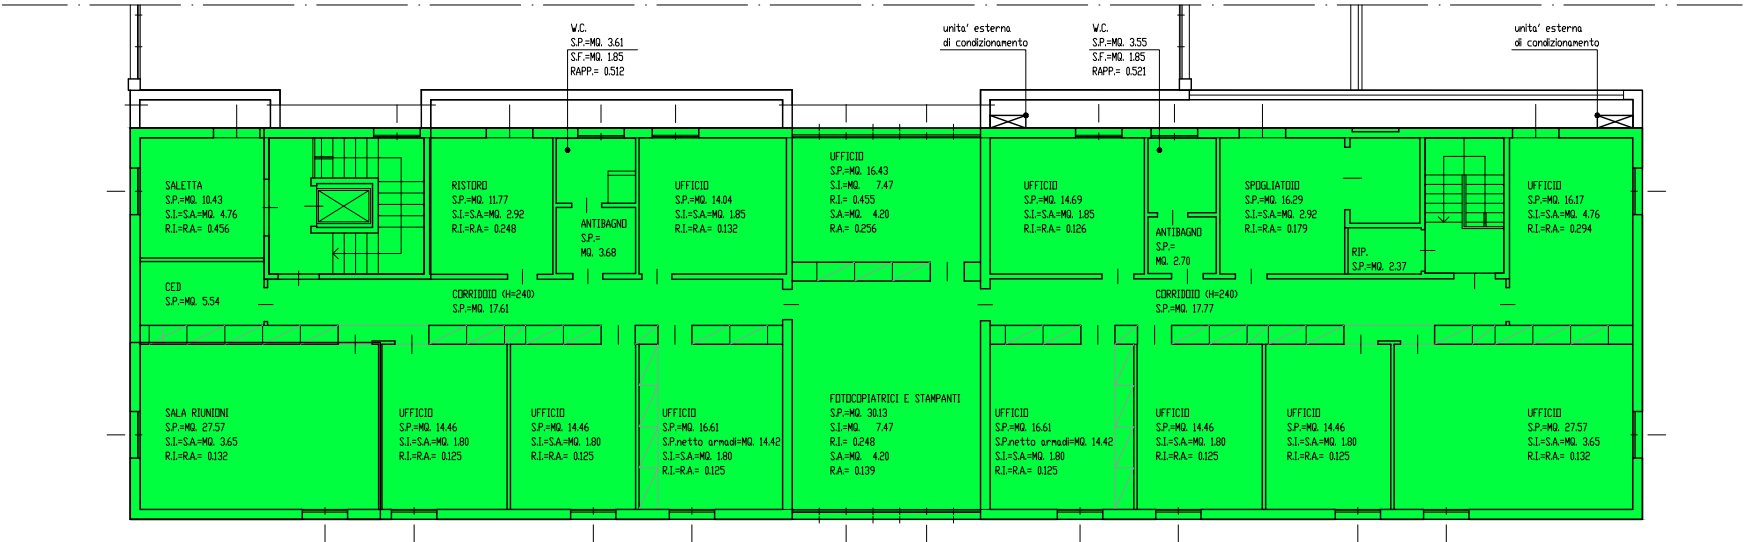 W.C.
S.P.=MQ. 3.61
S.F.=MQ. 1.85
RAPP.= 0.512
unita' esterna
di condizionamento
W.C.
S.P.=MQ. 3.55
S.F.=MQ. 1.85
RAPP.= 0.521
unita' esterna
di condizionamento
SALETTA
S.P.=MQ. 10.43
S.I.=S.A=MQ. 4.76
R.I.=R.A.= 0.456
RISTORO
S.P.=MQ. 11.77
S.I.=S.A=MQ. 2.92
R.I.=R.A.= 0.248
ANTIBAGNO
S.P.=
MQ. 3.68
UFFICIO
S.P.=MQ. 14.04
S.I.=S.A=MQ. 1.85
R.I.=R.A.= 0.132
UFFICIO
S.P.=MQ. 16.43
S.I.=MQ. 7.47
R.I.= 0.455
S.A.=MQ. 4.20
R.A.= 0.256
UFFICIO
S.P.=MQ. 14.69
S.I.=S.A=MQ. 1.85
R.I.=R.A.= 0.126
ANTIBAGNO
S.P.=
MQ. 2.70
SPOGLIATOIO
S.P.=MQ. 16.29
S.I.=S.A=MQ. 2.92
R.I.=R.A.= 0.179
RIP.
S.P.=MQ. 2.37
UFFICIO
S.P.=MQ. 16.17
S.I.=S.A=MQ. 4.76
R.I.=R.A.= 0.294
CED
S.P.=MQ. 5.54
CORRIDOIO (H=240)
S.P.=MQ. 17.61
CORRIDOIO (H=240)
S.P.=MQ. 17.77
SALA RIUNIONI
S.P.=MQ. 27.57
S.I.=S.A=MQ. 3.65
R.I.=R.A.= 0.132
UFFICIO
S.P.=MQ. 14.46
S.I.=S.A=MQ. 1.80
R.I.=R.A.= 0.125
UFFICIO
S.P.=MQ. 14.46
S.I.=S.A=MQ. 1.80
R.I.=R.A.= 0.125
UFFICIO
S.P.=MQ. 16.61
S.P.netto armadi=MQ. 14.42
S.I.=S.A=MQ. 1.80
R.I.=R.A.= 0.125
FOTOCOPIATRICI E STAMPANTI
S.P.=MQ. 30.13
S.I.=MQ. 7.47
R.I.= 0.248
S.A.=MQ. 4.20
R.A.= 0.139
UFFICIO
S.P.=MQ. 16.61
S.P.netto armadi=MQ. 14.42
S.I.=S.A=MQ. 1.80
R.I.=R.A.= 0.125
UFFICIO
S.P.=MQ. 14.46
S.I.=S.A=MQ. 1.80
R.I.=R.A.= 0.125
UFFICIO
S.P.=MQ. 14.46
S.I.=S.A=MQ. 1.80
R.I.=R.A.= 0.125
UFFICIO
S.P.=MQ. 27.57
S.I.=S.A=MQ. 3.65
R.I.=R.A.= 0.132